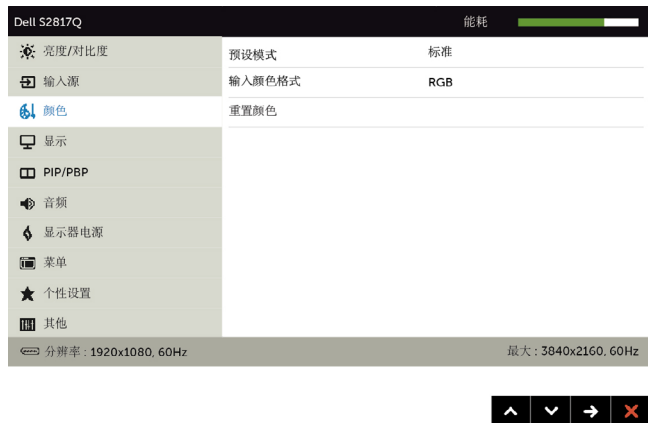 Dell S2817Q 能耗
亮度/对比度
预设模式 标准
输入源
输入颜色格式 RGB
颜色
重置颜色
显示
PIP/PBP
音频
显示器电源
菜单
个性设置
其他
分辨率 : 1920x1080, 60Hz 最大 : 3840x2160, 60Hz